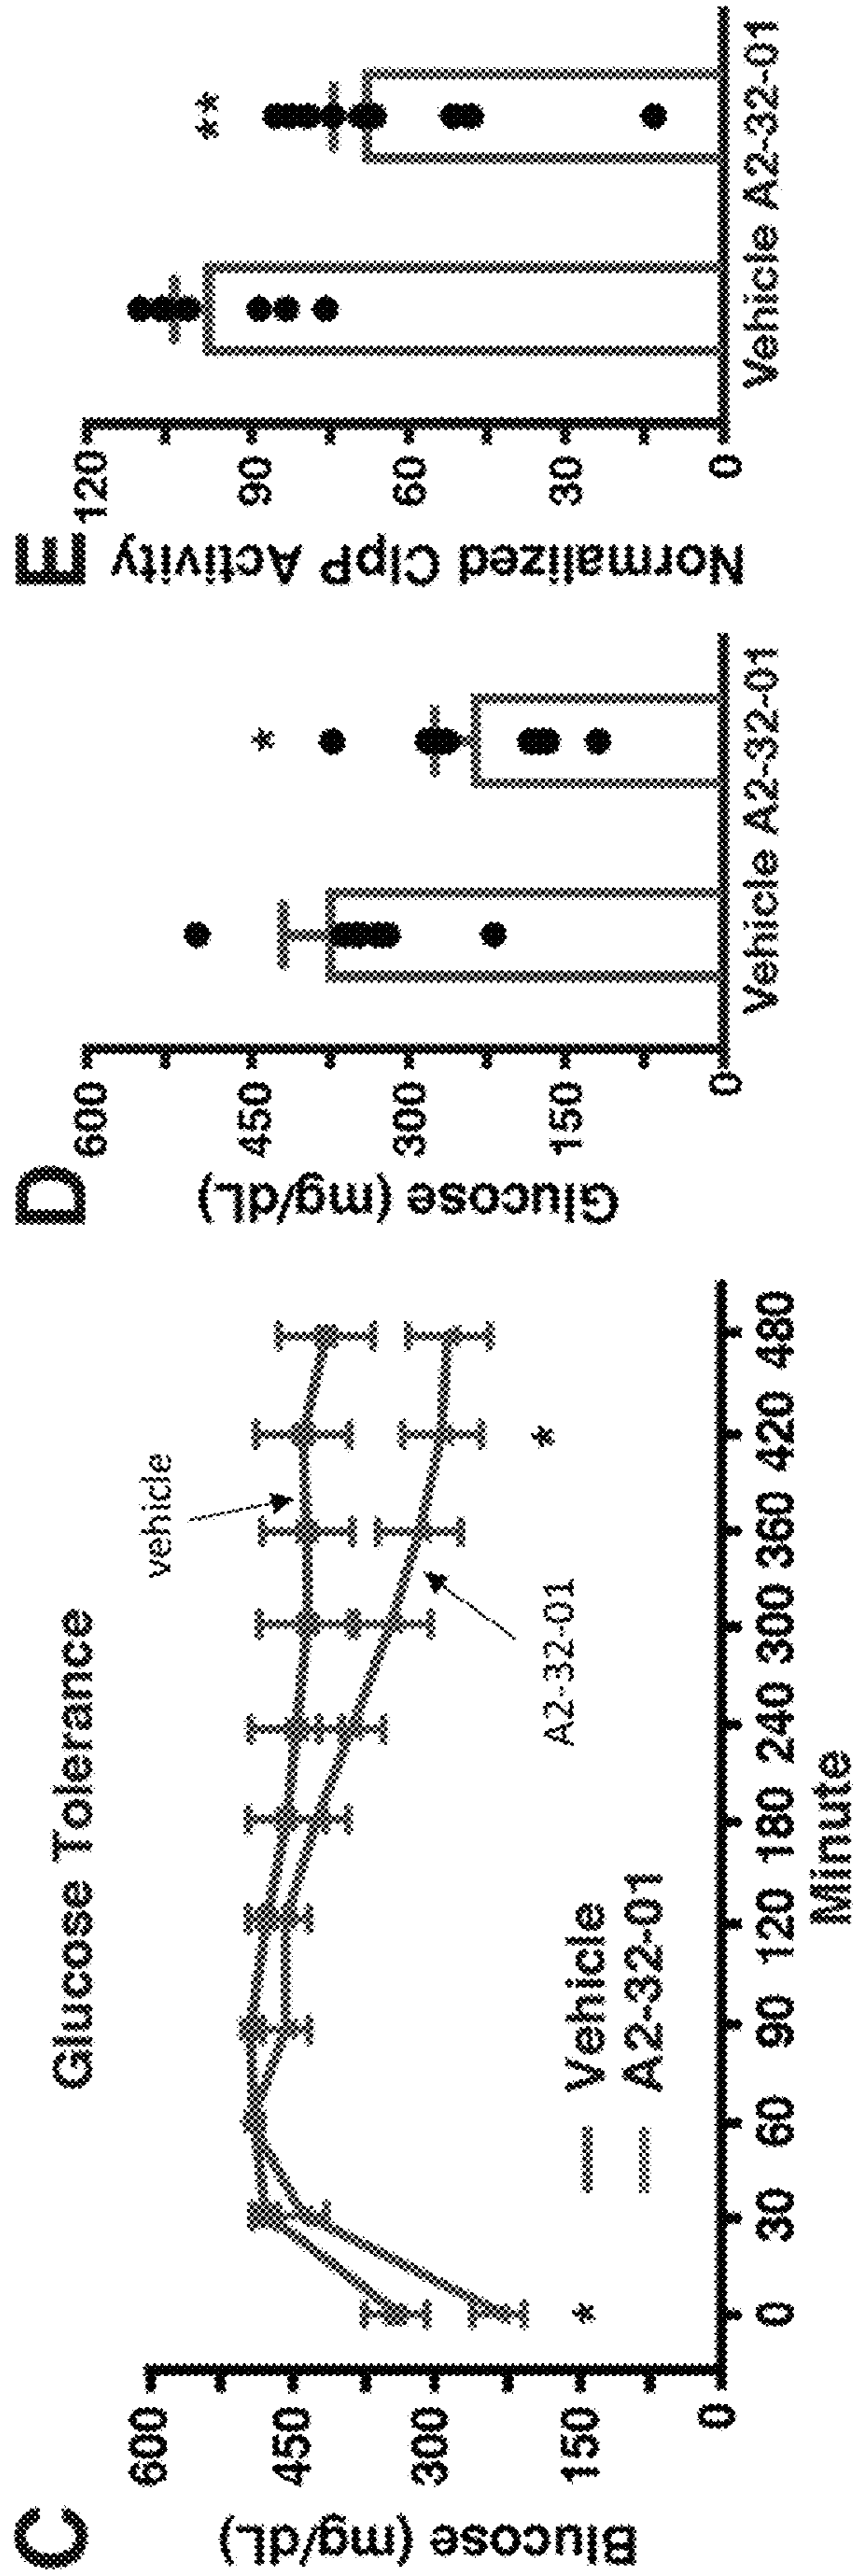 C
Glucose Tolerance
Blucose (mg/dL)
600
450
300
150
0
vehicle
A2-32-01
Vehicle
A2-32-01
*
*
0 30 60 90 120 180 240 300 360 420 480
Minute
D
Glucose (mg/dL)
600
450
300
150
0
*
Vehicle A2-32-01
E
Normalized ClpP Activity
120
90
60
30
0
**
Vehicle A2-32-01